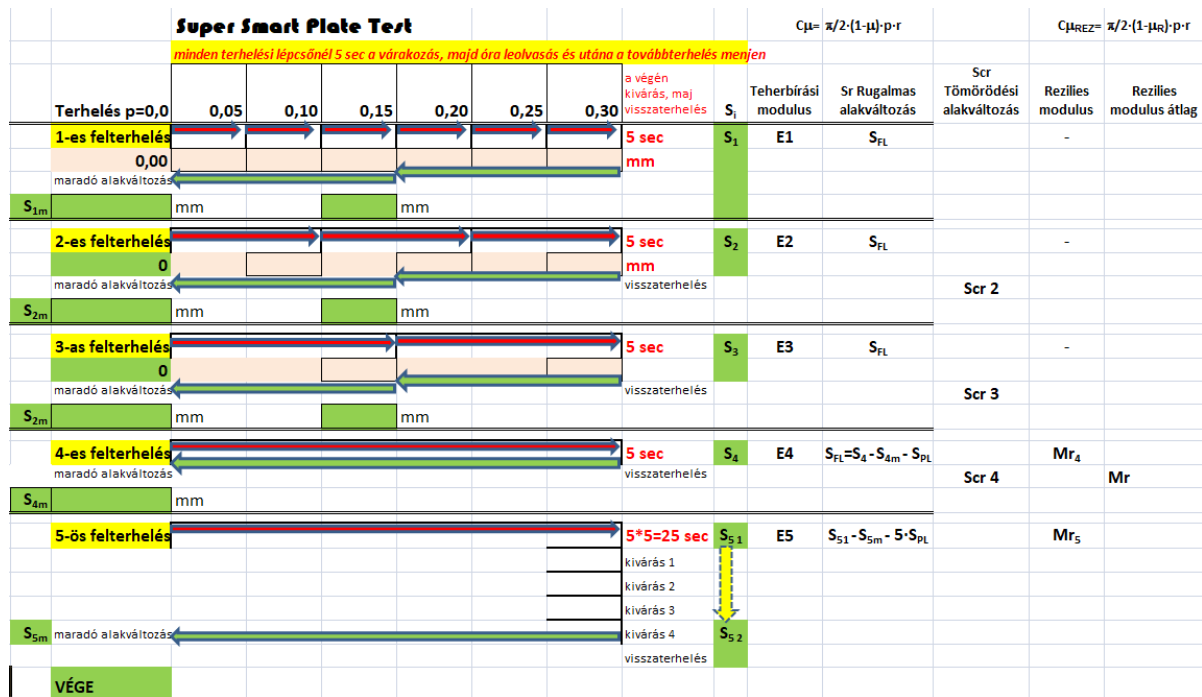 Super Smart Plate Test Cμ= π/2·(1-μ)·p·r CμREZ= π/2·(1-μR)·p·r
minden terhelési lépcsőnél 5 sec a várakozás, majd óra leolvasás és utána a továbbterhelés menjen
a végén
kivárás, maj
visszaterhelés
Terhelés p=0,0 0,05 0,10 0,15 0,20 0,25 0,30 Si
Teherbírási
modulus
Sr Rugalmas
alakváltozás
Scr
Tömörödési
alakváltozás
Rezilies
modulus
Rezilies
modulus átlag
1-es felterhelés 5 sec S1 E1 SFL -
0,00 mm
maradó alakváltozás
S1m mm mm
2-es felterhelés 5 sec S2 E2 SFL -
0 mm
maradó alakváltozás visszaterhelés Scr 2
S2m mm mm
3-as felterhelés 5 sec S3 E3 SFL -
0
maradó alakváltozás visszaterhelés Scr 3
S2m mm mm
4-es felterhelés 5 sec S4 E4 SFL=S4-S4m - SPL Mr4
maradó alakváltozás visszaterhelés Scr 4 Mr
S4m mm
5-ös felterhelés 5*5=25 sec S5 1 E5 S51-S5m- 5·SPL Mr5
kivárás 1
kivárás 2
kivárás 3
S5m maradó alakváltozás kivárás 4 S5 2
visszaterhelés
VÉGE